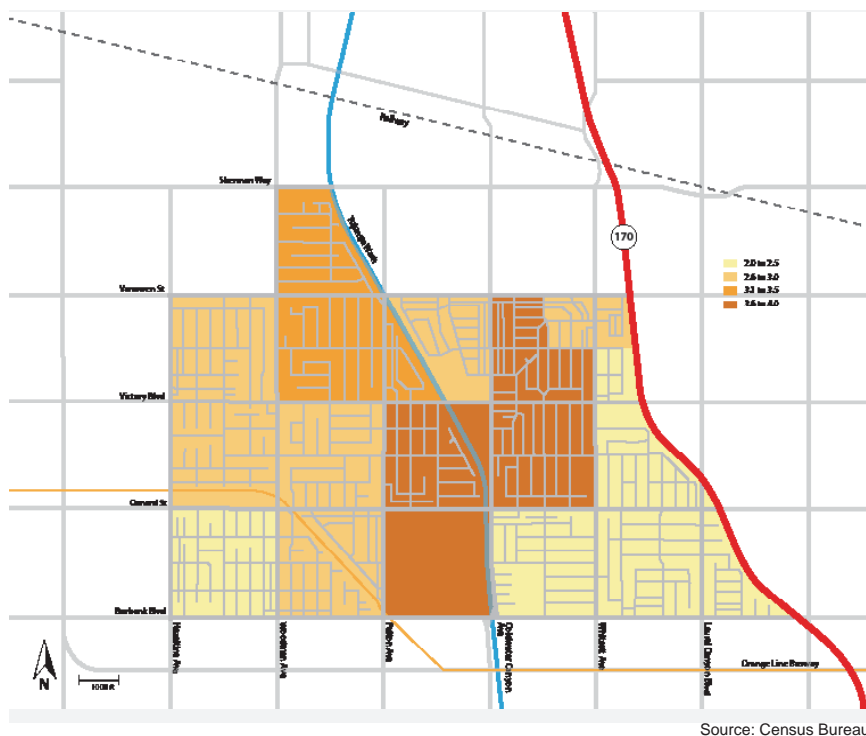 Railway
Sherman Way
Tujunga Wash
170
2.0 to 2.5
2.6 to 3.0
3.1 to 3.5
3.6 to 4.0
Vanowen St
Victory Blvd
Oxnard St
Burbank Blvd
Hazeltine Ave
Woodman Ave
Fulton Ave
Coldwater Canyon
Ave
Whitsett Ave
Laurel Canyon Blvd
Orange Line Busway
N
1000 ft
Source: Census Bureau